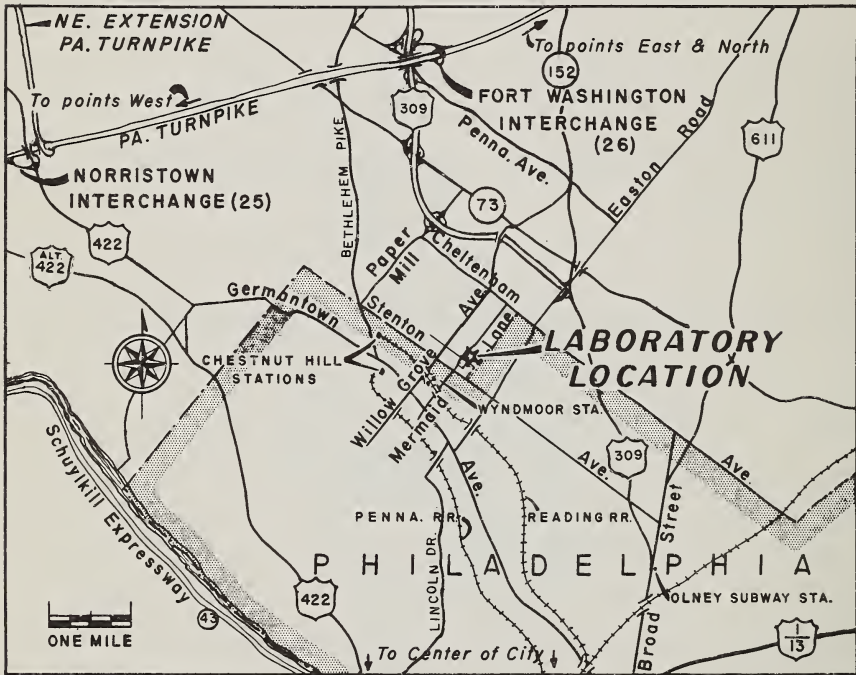 NE. EXTENSION
PA. TURNPIKE
To points East & North
152
To points West
PA. TURNPIKE
309
FORT WASHINGTON
INTERCHANGE
(26)
Penna. Ave.
Easton Road
611
NORRISTOWN
INTERCHANGE (25)
BETHLEHEM PIKE
73
422
ALT.
422
Paper
Mill
Cheltenham
Ave.
Germantown
Stenton
Lane
LABORATORY
LOCATION
CHESTNUT HILL
STATIONS
Willow Grove
Ave.
Mermaid
WYNDMOOR STA.
309
Ave.
Ave.
Schuylkill Expressway
PENNA. RR.
READING RR.
Street
PHILADELPHIA
LINCOLN DR.
422
OLNEY SUBWAY STA.
43
ONE MILE
To Center of City
Broad
1
13